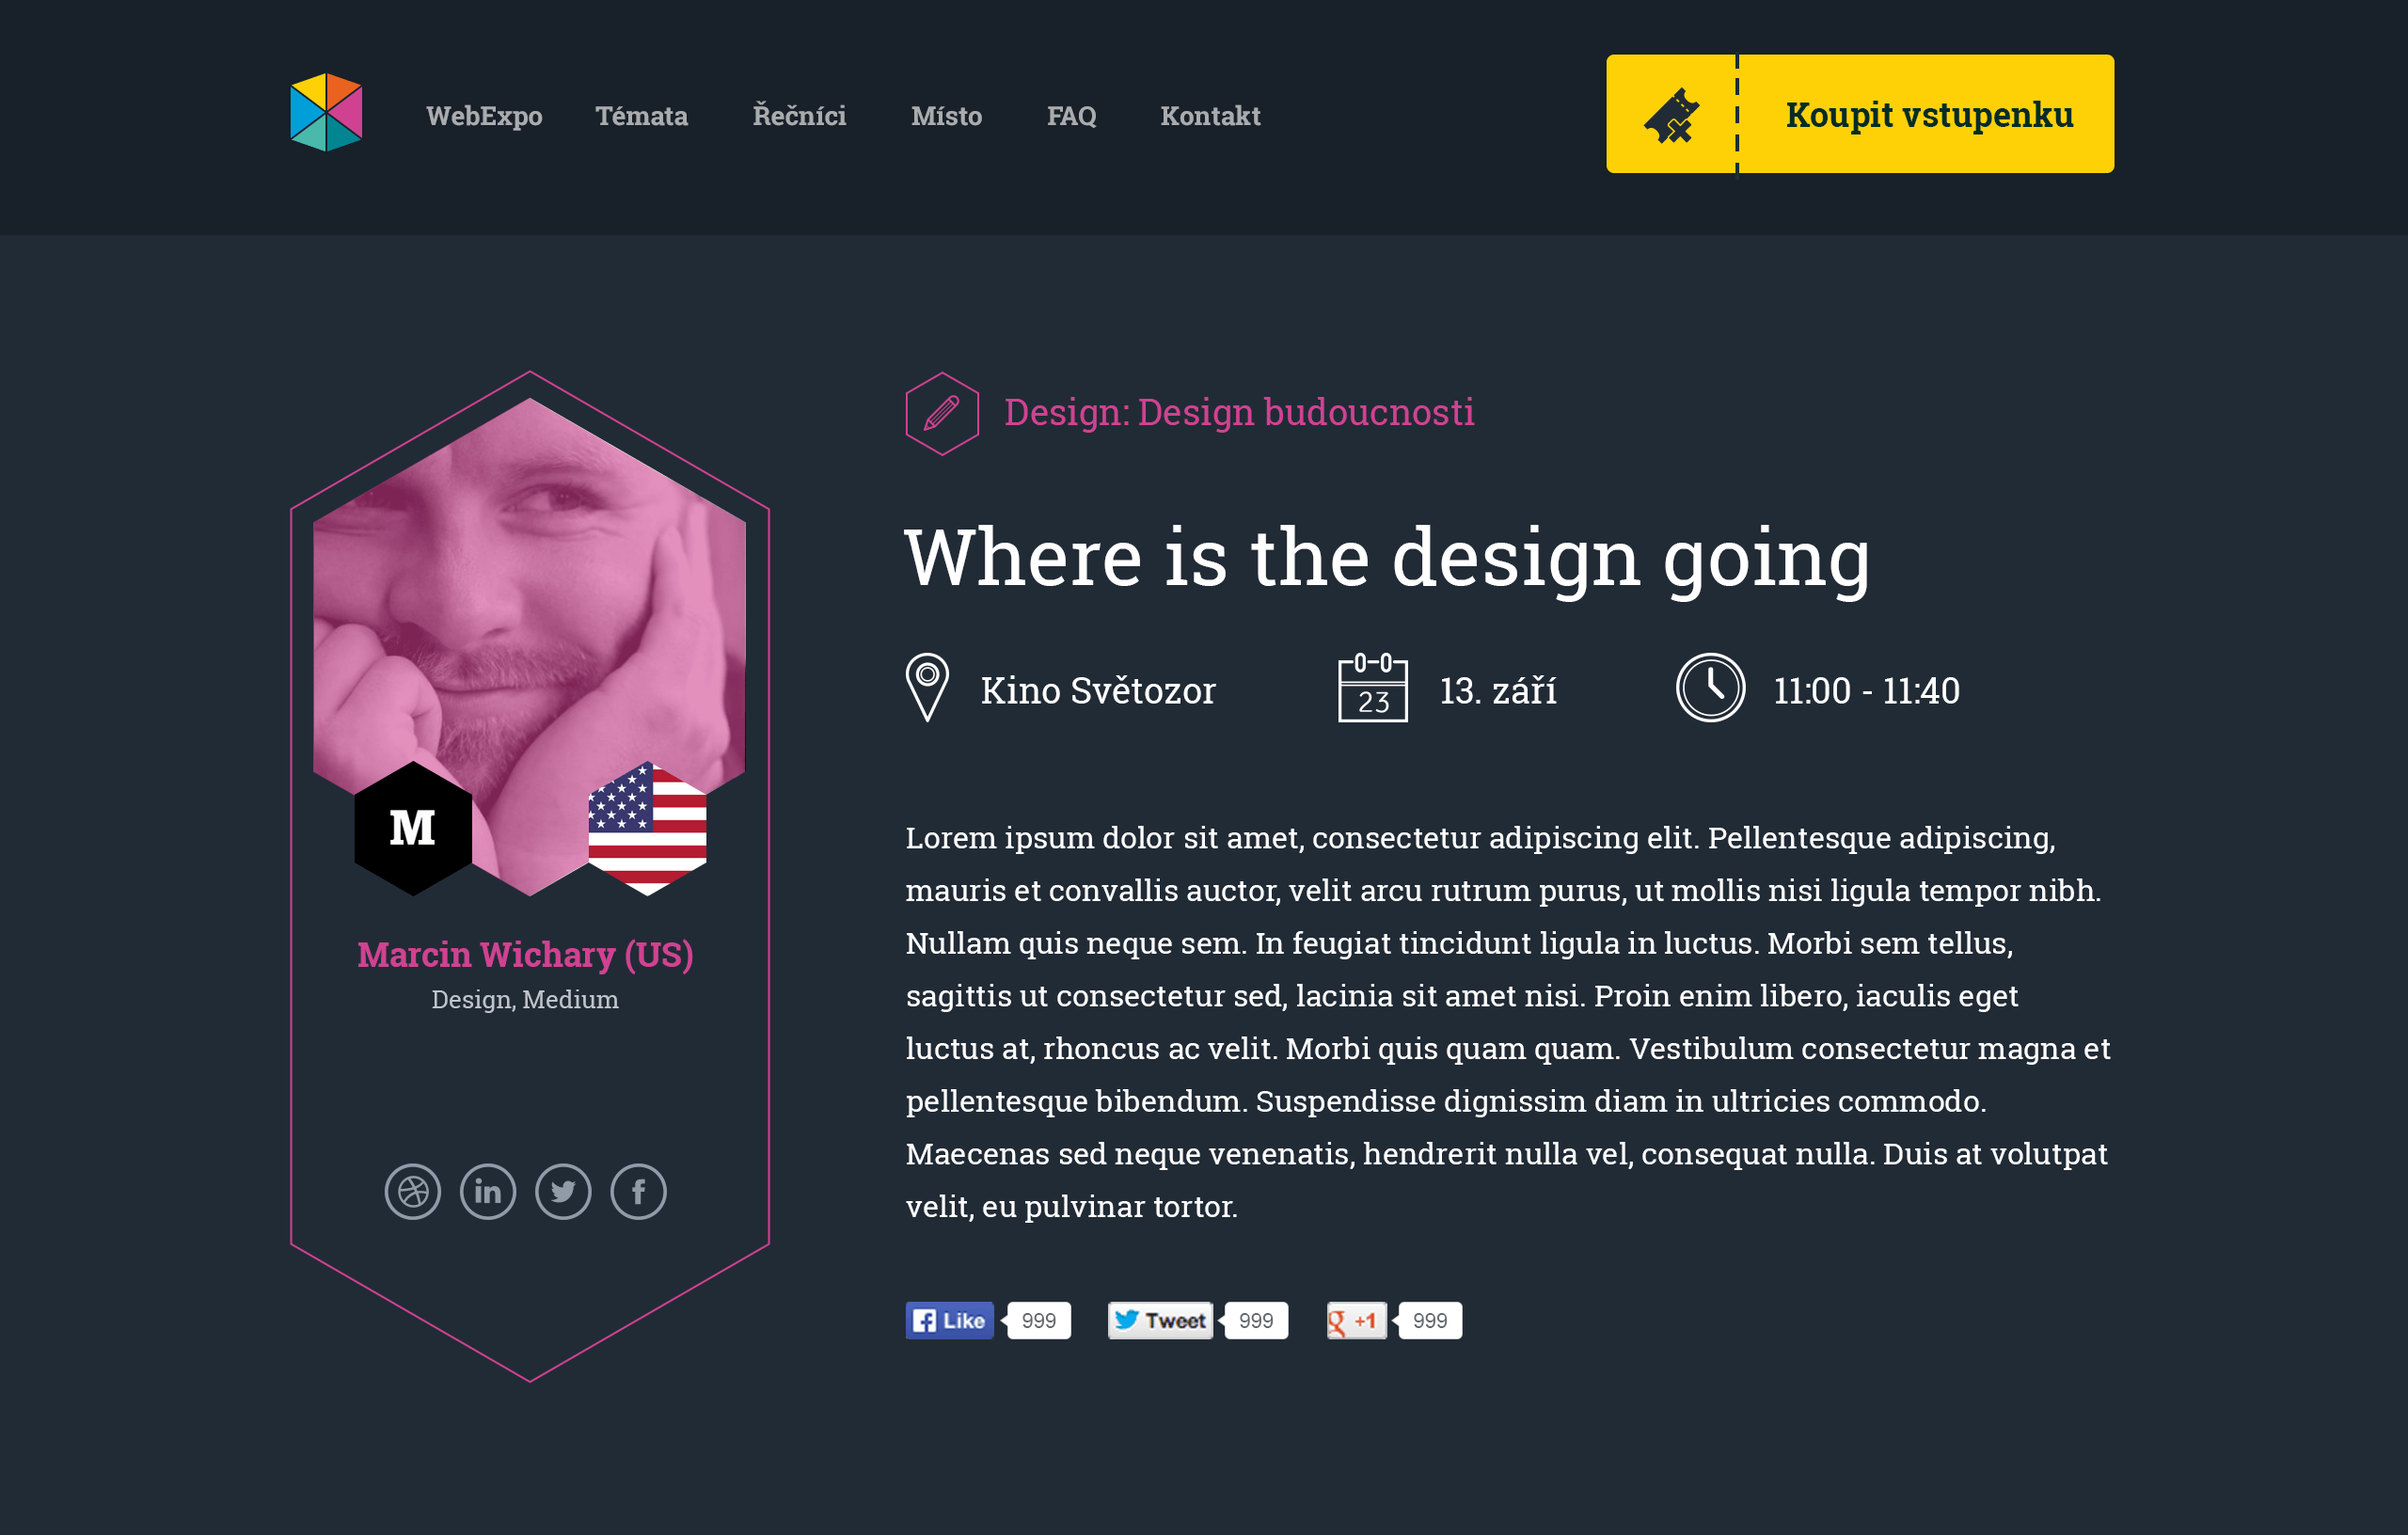 WebExpo Témata Řečníci Místo FAQ Kontakt
Koupit vstupenku
M
Marcin Wichary (US)
Design, Medium
in f
Design: Design budoucnosti
Where is the design going
Kino Světozor
23
13. září
11:00 - 11:40
Lorem ipsum dolor sit amet, consectetur adipiscing elit. Pellentesque adipiscing,
mauris et convallis auctor, velit arcu rutrum purus, ut mollis nisi ligula tempor nibh.
Nullam quis neque sem. In feugiat tincidunt ligula in luctus. Morbi sem tellus,
sagittis ut consectetur sed, lacinia sit amet nisi. Proin enim libero, iaculis eget
luctus at, rhoncus ac velit. Morbi quis quam quam. Vestibulum consectetur magna et
pellentesque bibendum. Suspendisse dignissim diam in ultricies commodo.
Maecenas sed neque venenatis, hendrerit nulla vel, consequat nulla. Duis at volutpat
velit, eu pulvinar tortor.
f Like 999 Tweet 999 g +1 999